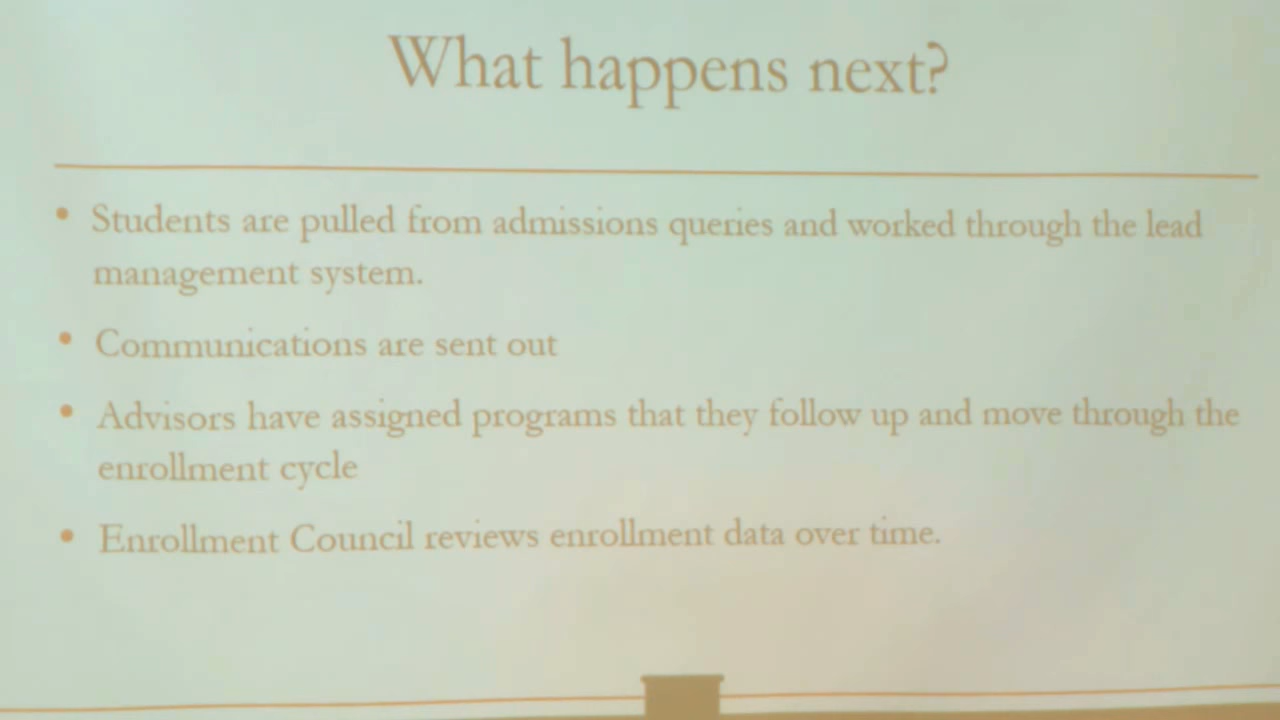 What happens next?
• Students are pulled from admissions queries and worked through the lead
management system.
• Communications are sent out
• Advisors have assigned programs that they follow up and move through the
enrollment cycle
• Enrollment Council reviews enrollment data over time.